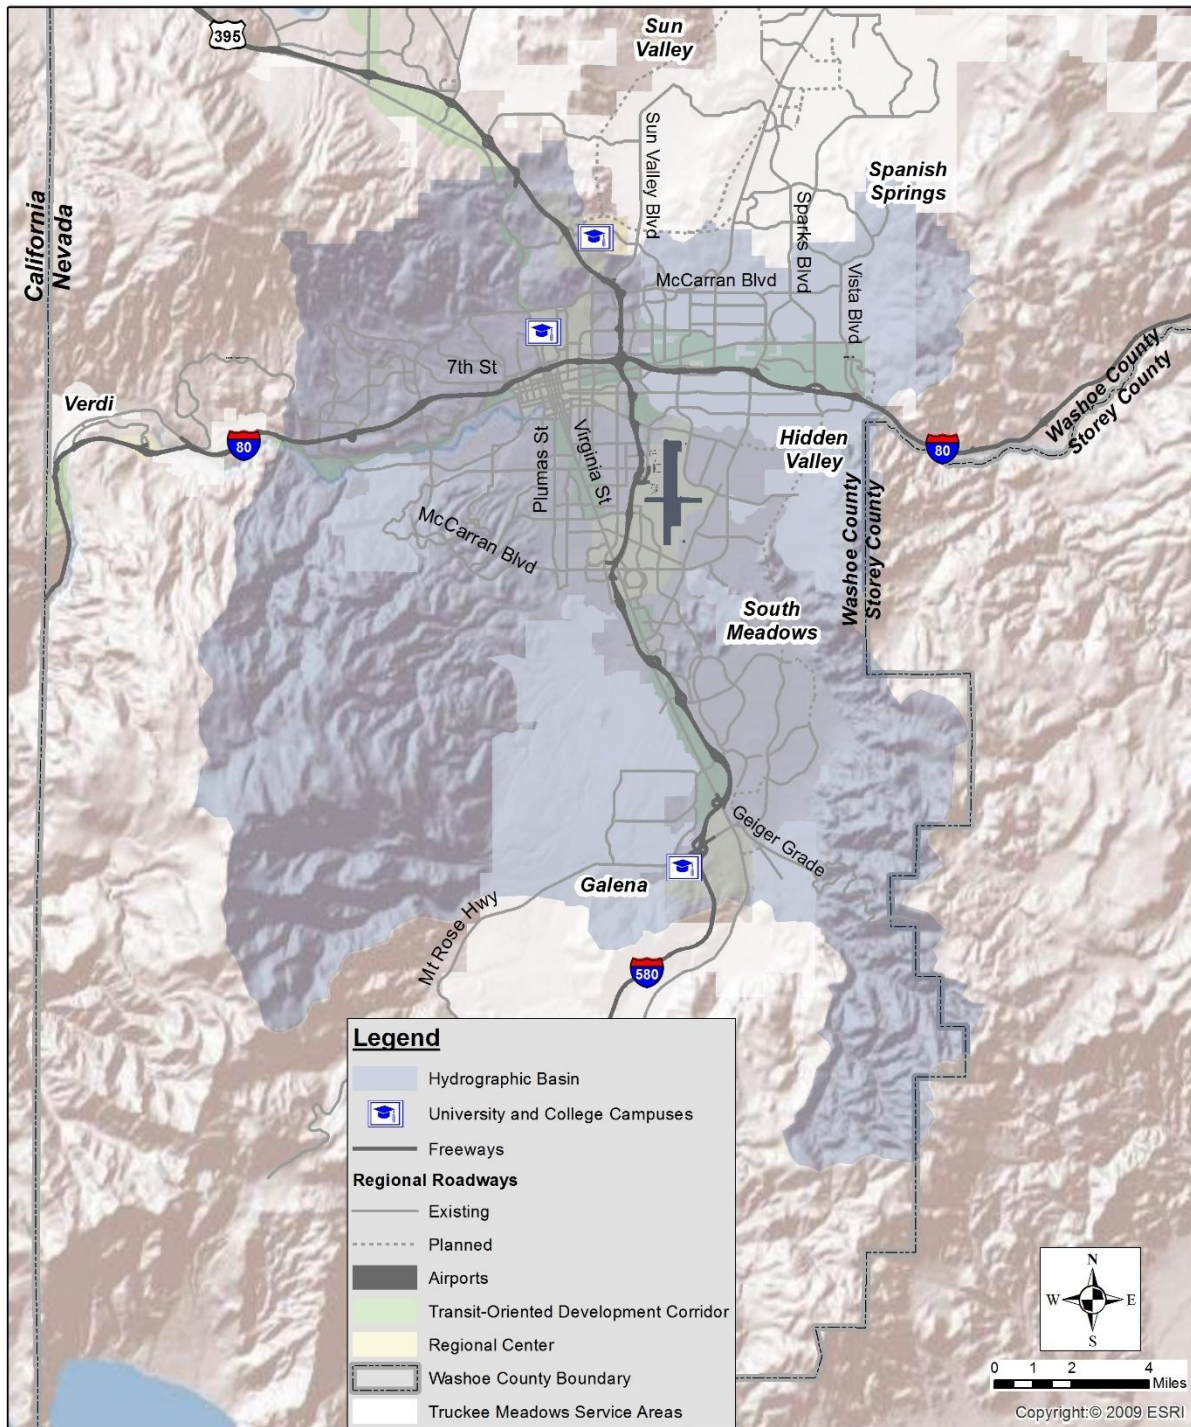 395
Sun
Valley
Sun Valley Blvd
Spanish
Springs
Sparks Blvd
California
Nevada
McCarran Blvd
Vista Blvd
7th St
Washoe County
Storey County
Verdi
80
Plumas St
Virginia St
Hidden
Valley
80
McCarran Blvd
Washoe County
Storey County
South
Meadows
Geiger Grade
Galena
Mt Rose Hwy
580
Legend
Hydrographic Basin
University and College Campuses
Freeways
Regional Roadways
Existing
Planned
Airports
Transit-Oriented Development Corridor
Regional Center
Washoe County Boundary
Truckee Meadows Service Areas
N
W E
S
0 1 2 4
Miles
Copyright:© 2009 ESRI